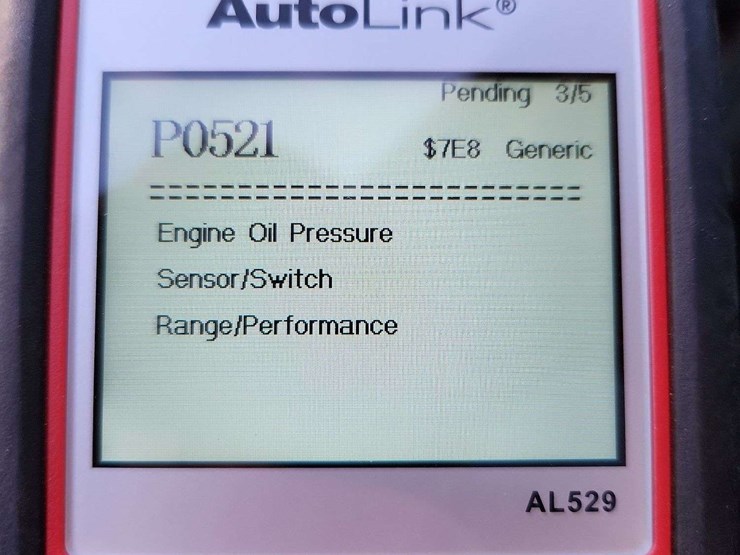 AutoLink®
Pending 3/5
P0521 $7E8 Generic
==========================
Engine Oil Pressure
Sensor/Switch
Range/Performance
AL529